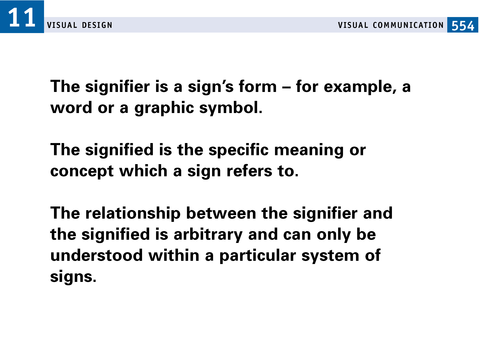 11 VISUAL DESIGN VISUAL COMMUNICATION 554
The signifier is a sign’s form – for example, a
word or a graphic symbol.
The signified is the specific meaning or
concept which a sign refers to.
The relationship between the signifier and
the signified is arbitrary and can only be
understood within a particular system of
signs.